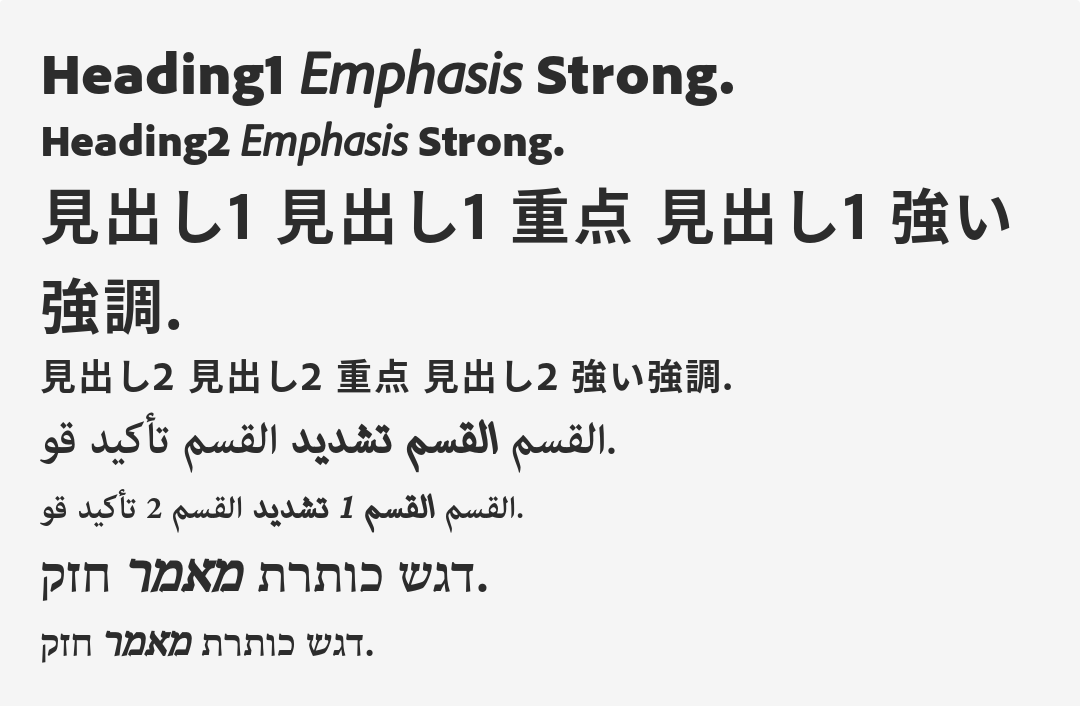 Heading1 Emphasis Strong.
Heading2 Emphasis Strong.
見出し1 見出し1 重点 見出し1 強い
強調.
見出し2 見出し2 重点 見出し2 強い強調.
القسم القسم تشديد القسم تأكيد قو.
القسم القسم 1 تشديد القسم 2 تأكيد قو.
דגש כותרת מאמר חזק.
דגש כותרת מאמר חזק.